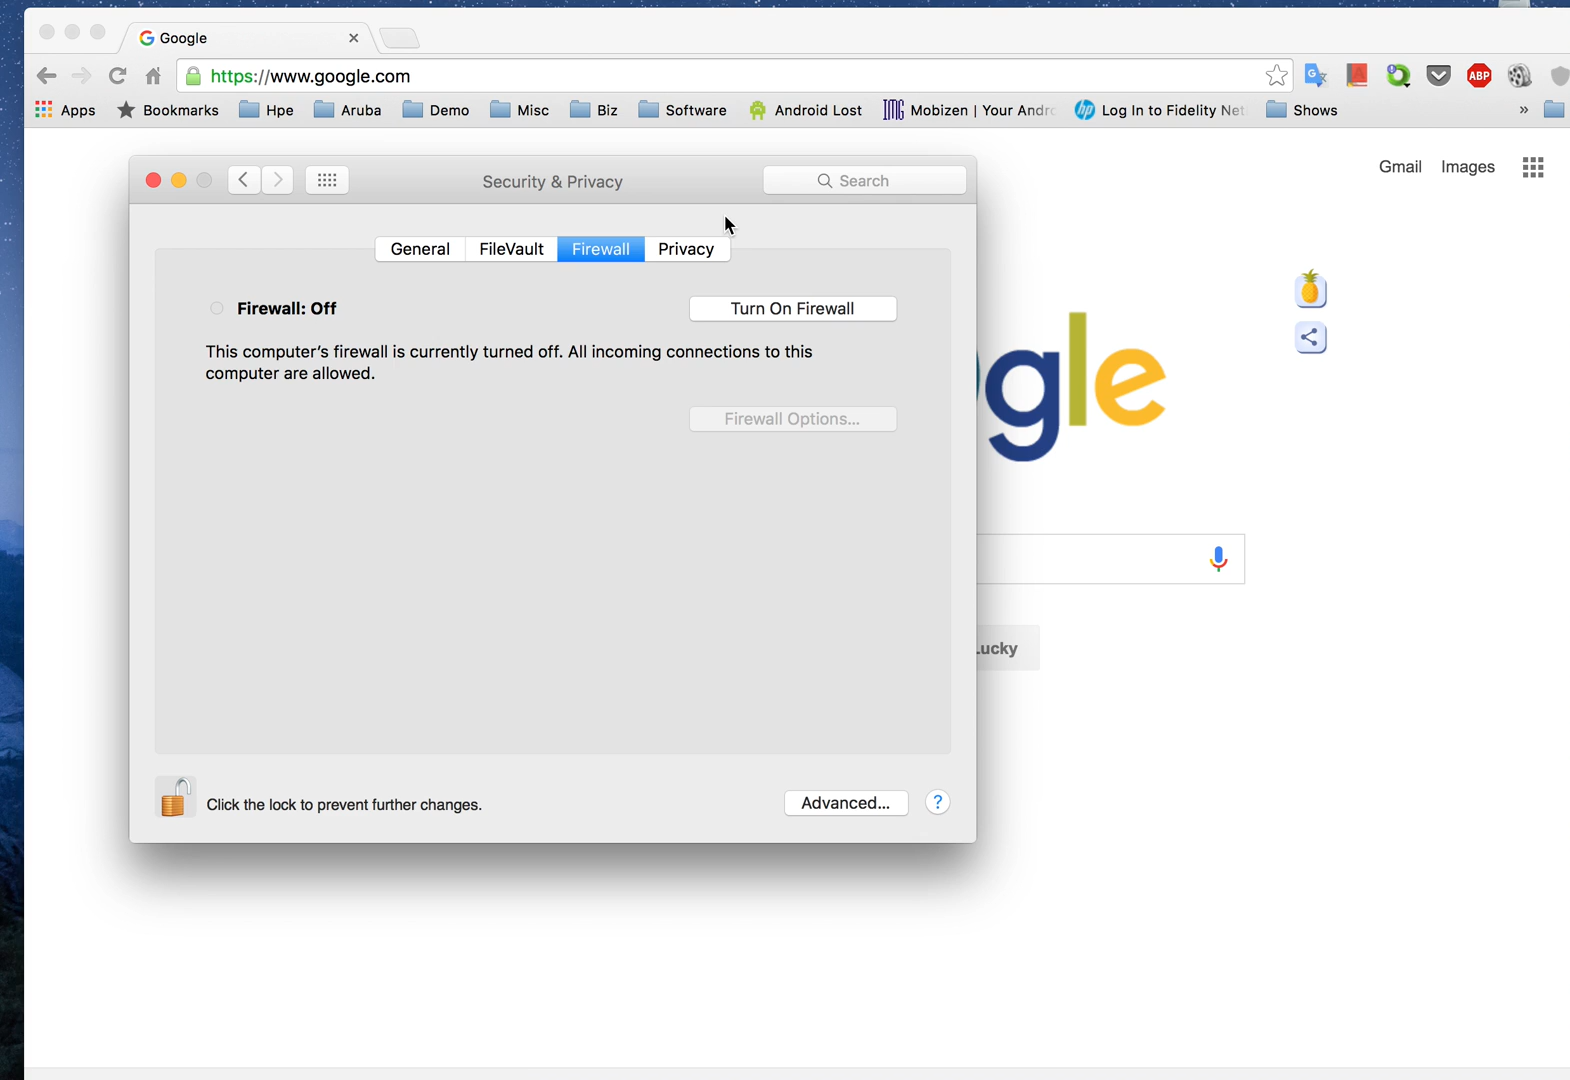 Google
https://www.google.com
ABP
Apps Bookmarks Hpe Aruba Demo Misc Biz Software Android Lost Mobizen | Your Andr Log In to Fidelity Net Shows »
Gmail Images
Security & Privacy
Search
General FileVault Firewall Privacy
Firewall: Off
Turn On Firewall
This computer's firewall is currently turned off. All incoming connections to this
computer are allowed.
Firewall Options...
gle
Lucky
Click the lock to prevent further changes.
Advanced...
?